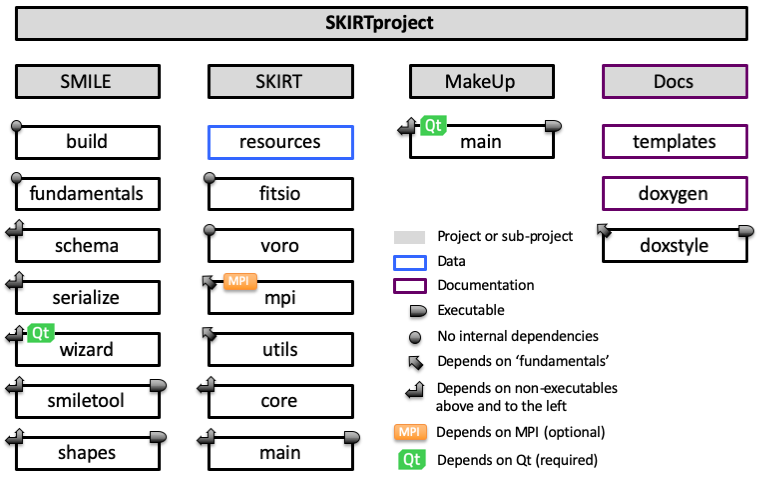 SKIRTproject
SMILE
SKIRT
MakeUp
Docs
build
resources
Qt
main
templates
fundamentals
fitsio
doxygen
schema
voro
doxstyle
serialize
MPI
mpi
Qt
wizard
utils
smiletool
core
shapes
main
Project or sub-project
Data
Documentation
Executable
No internal dependencies
Depends on ‘fundamentals’
Depends on non-executables
above and to the left
MPI Depends on MPI (optional)
Qt Depends on Qt (required)